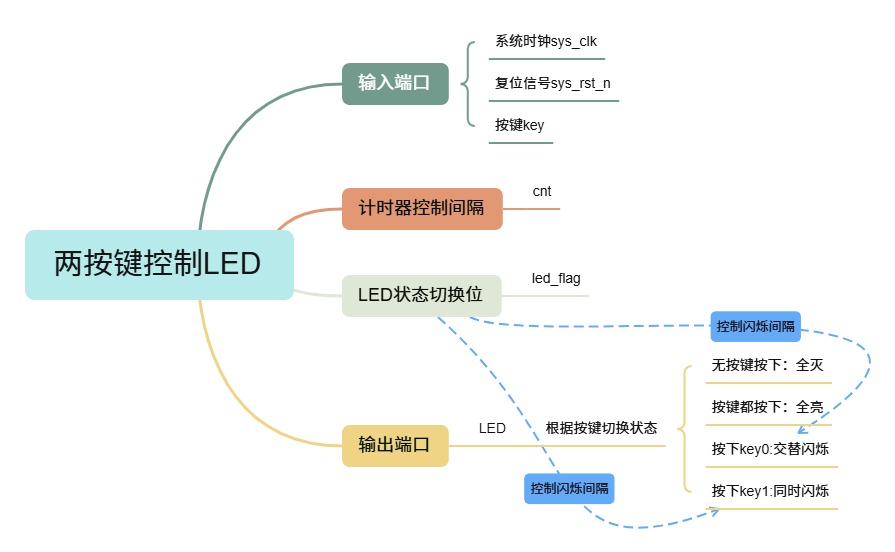 两按键控制LED
输入端口
系统时钟sys_clk
复位信号sys_rst_n
按键key
计时器控制间隔
cnt
LED状态切换位
led_flag
控制闪烁间隔
输出端口
LED
根据按键切换状态
无按键按下：全灭
按键都按下：全亮
按下key0:交替闪烁
按下key1:同时闪烁
控制闪烁间隔